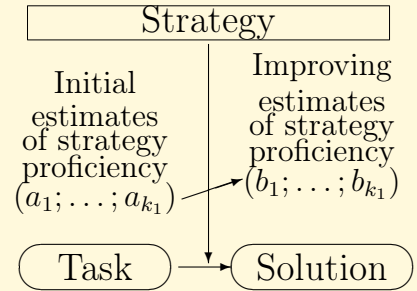 Strategy
Initial
estimates
of strategy
proficiency
(a₁; …; aₖ₁)
Improving
estimates
of strategy
proficiency
(b₁; …; bₖ₁)
Task
Solution